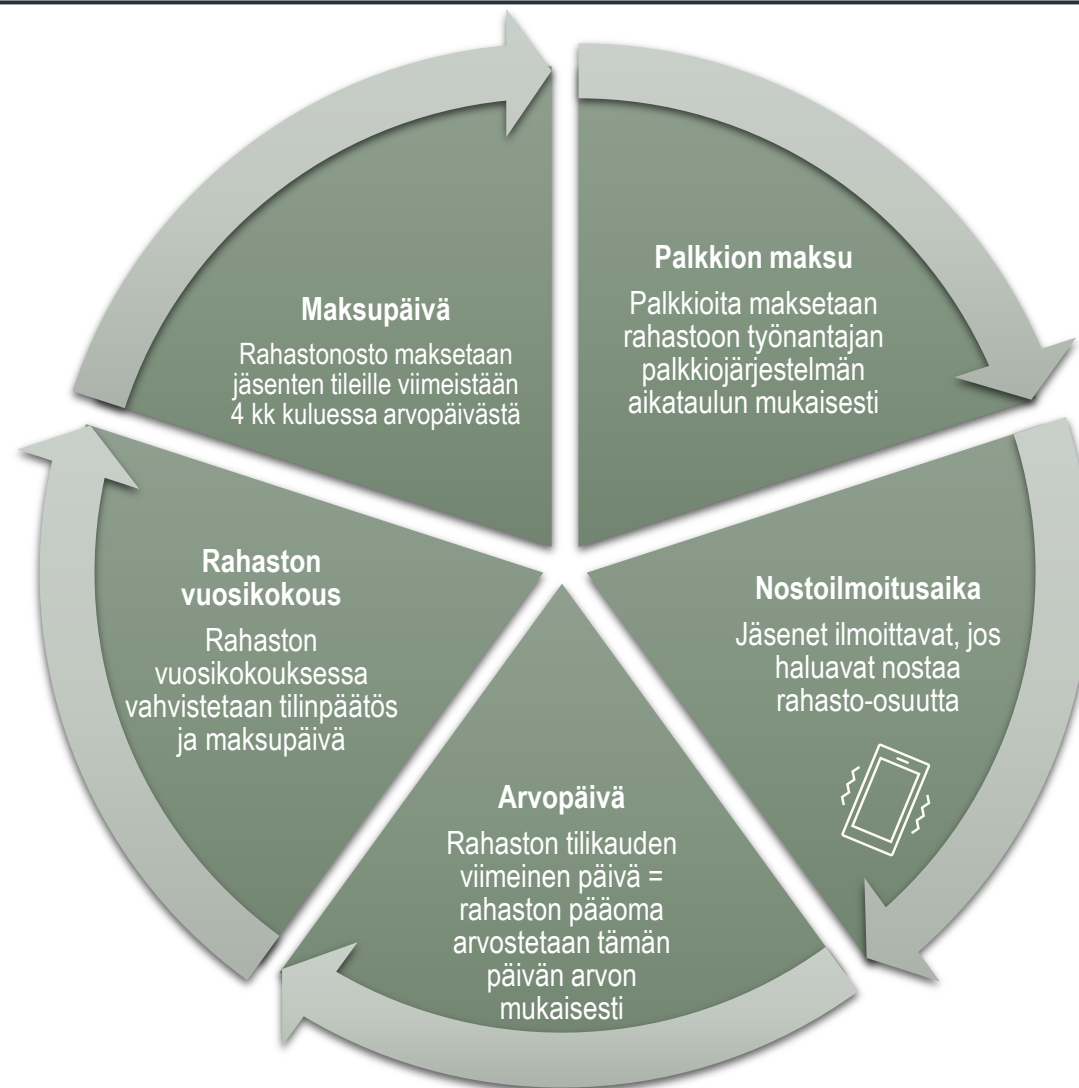 Palkkion maksu
Palkkioita maksetaan
rahastoon työnantajan
palkkiojärjestelmän
aikataulun mukaisesti
Nostoilmoitusaika
Jäsenet ilmoittavat, jos
haluavat nostaa
rahasto-osuutta
Arvopäivä
Rahaston tilikauden
viimeinen päivä =
rahaston pääoma
arvostetaan tämän
päivän arvon
mukaisesti
Rahaston
vuosikokous
Rahaston
vuosikokouksessa
vahvistetaan tilinpäätös
ja maksupäivä
Maksupäivä
Rahastonosto maksetaan
jäsenten tileille viimeistään
4 kk kuluessa arvopäivästä